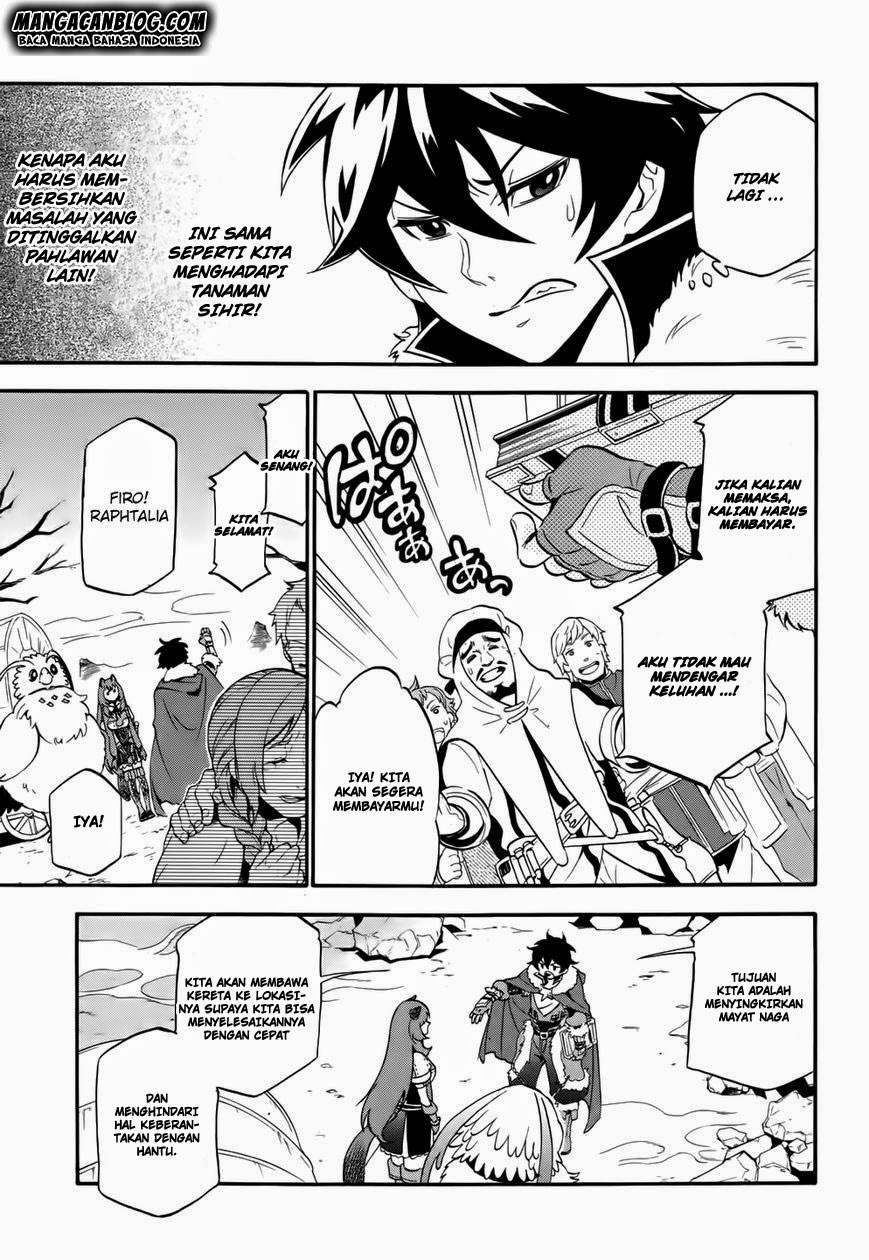 MANGACANBLOG.COM
BACA MANGA BAHASA INDONESIA
TIDAK
LAGI ...
INI SAMA
SEPERTI KITA
MENGHADAPI
TANAMAN
SIHIR!
KENAPA AKU
HARUS MEM-
BERSIHKAN
MASALAH YANG
DITINGGALKAN
PAHLAWAN
LAIN!
JIKA KALIAN
MEMAKSA,
KALIAN HARUS
MEMBAYAR.
AKU TIDAK MAU
MENDENGAR
KELUHAN ...!
ぱぁぁぁぁっ
IYA! KITA
AKAN SEGERA
MEMBAYARMU!
AKU
SENANG!
KITA
SELAMAT!
FIRO!
RAPHTALIA
IYA!
TUJUAN
KITA ADALAH
MENYINGKIRKAN
MAYAT NAGA
KITA AKAN MEMBAWA
KERETA KE LOKASI-
NYA SUPAYA KITA BISA
MENYELESAIKANNYA
DENGAN CEPAT
DAN
MENGHINDARI
HAL KEBERAN-
TAKAN DENGAN
HANTU.